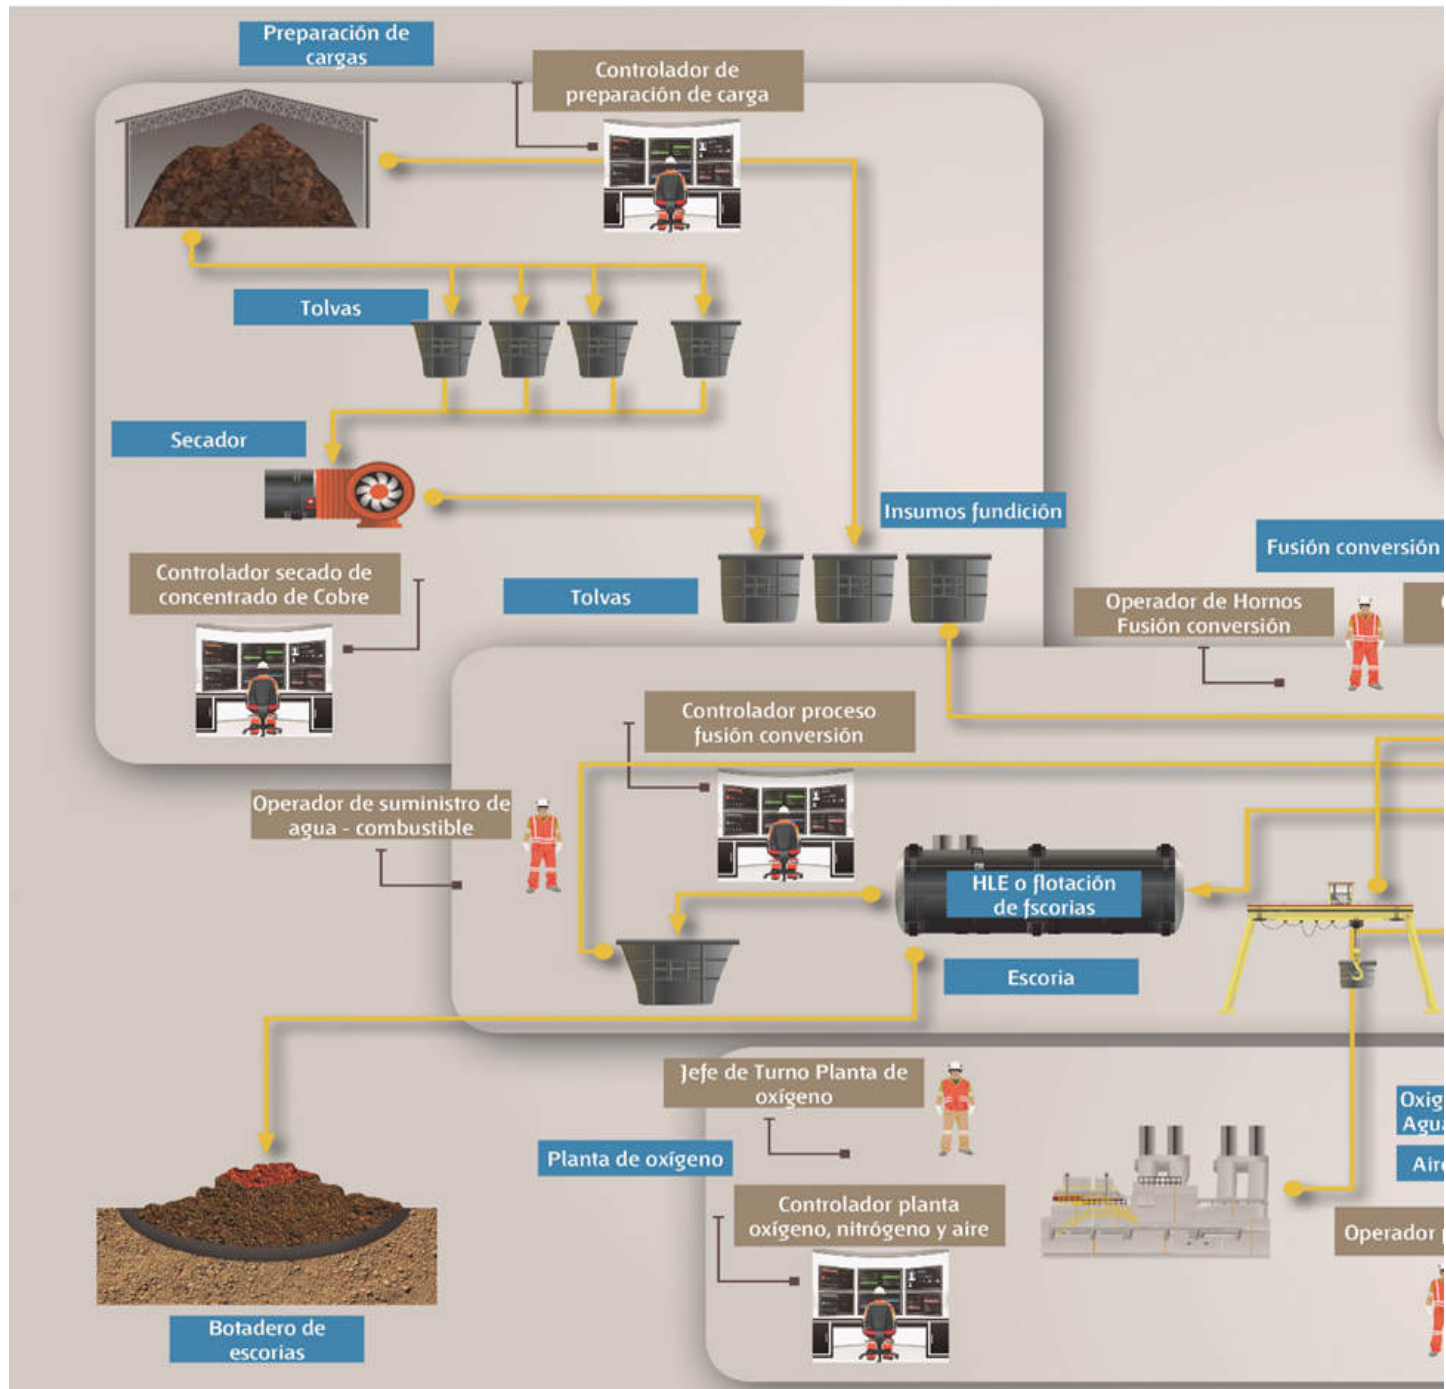 Preparación de
cargas
Controlador de
preparación de carga
Tolvas
Secador
Insumos fundición
Fusión conversión
Controlador secado de
concentrado de Cobre
Tolvas
Operador de Hornos
Fusión conversión
Controlador proceso
fusión conversión
Operador de suministro de
agua - combustible
HLE o flotación
de fscorias
Escoria
Jefe de Turno Planta de
oxígeno
Planta de oxígeno
Controlador planta
oxígeno, nitrógeno y aire
Operador
Botadero de
escorias